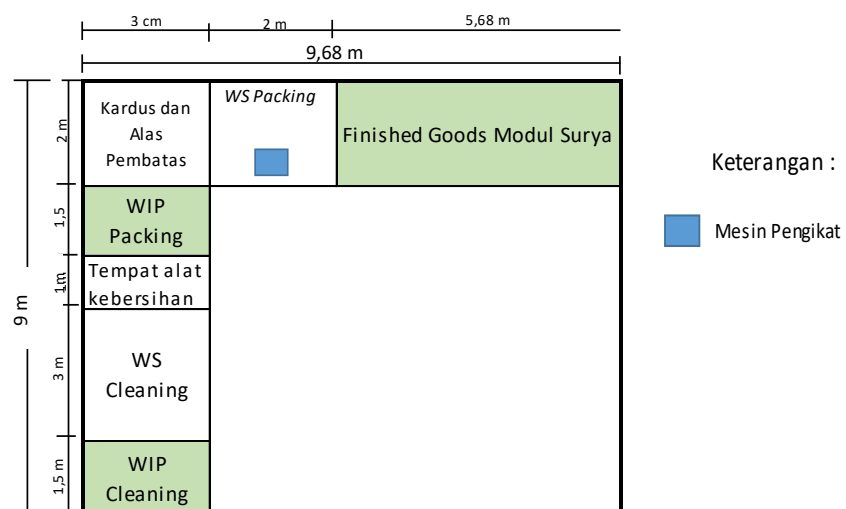 3 cm
2 m
5,68 m
9,68 m
Kardus dan
Alas
Pembatas
WS Packing
Finished Goods Modul Surya
2 m
Keterangan :
WIP
Packing
1,5
Mesin Pengikat
Tempat alat
kebersihan
1m
9 m
WS
Cleaning
3 m
WIP
Cleaning
1,5 m